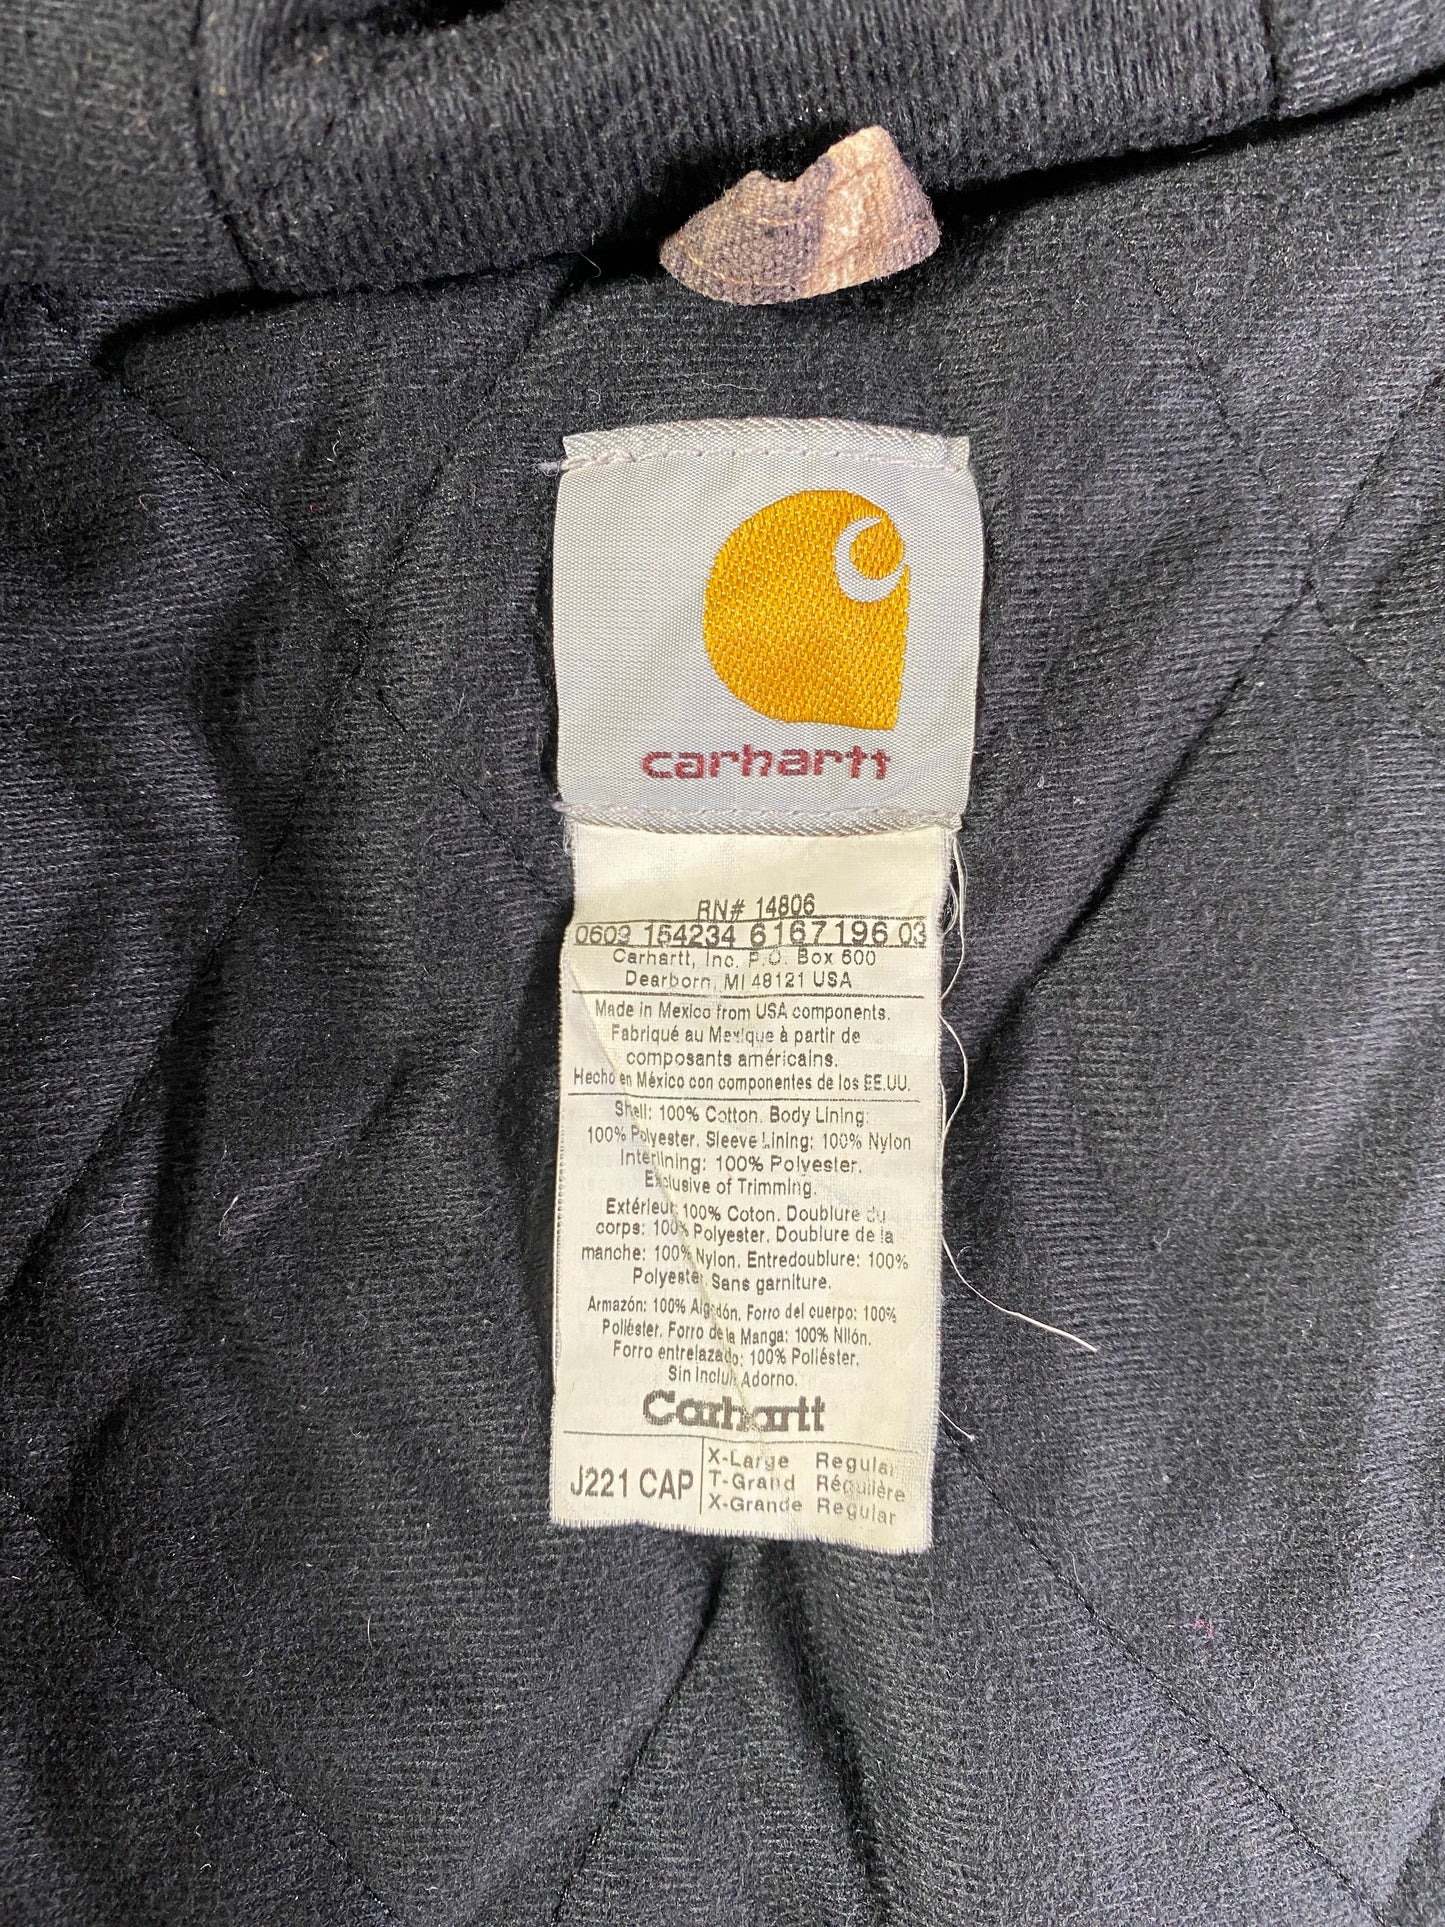 carhartt
RN# 14806
0609 154234 6167196 03
Carhartt, Inc. P.O. Box 600
Dearborn, MI 48121 USA
Made in Mexico from USA components.
Fabriqué au Mexique à partir de
composants américains.
Hecho en México con componentes de los EE.UU.
Shell: 100% Cotton. Body Lining:
100% Polyester. Sleeve Lining: 100% Nylon
Interlining: 100% Polyester.
Exclusive of Trimming.
Extérieur: 100% Coton. Doublure du
corps: 100% Polyester. Doublure de la
manche: 100% Nylon. Entredoublure: 100%
Polyester. Sans garniture.
Armazón: 100% Algodón. Forro del cuerpo: 100%
Poliéster. Forro de la Manga: 100% Nilón.
Forro entrelazado: 100% Poliéster.
Sin Incluir Adorno.
Carhartt
J221 CAP
X-Large Regular
T-Grand Régulière
X-Grande Regular